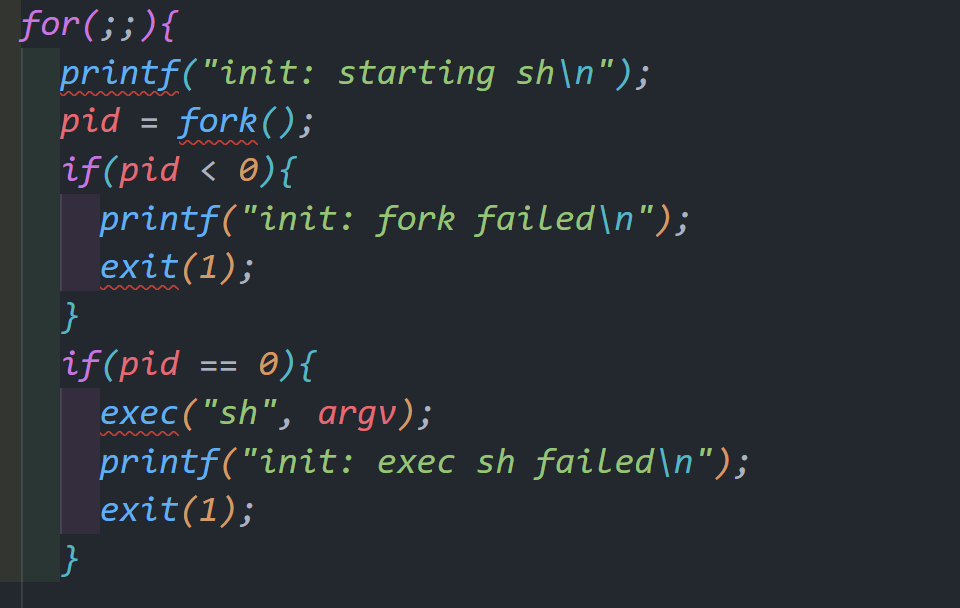 for(;;){
  printf("init: starting sh\n");
  pid = fork();
  if(pid < 0){
    printf("init: fork failed\n");
    exit(1);
  }
  if(pid == 0){
    exec("sh", argv);
    printf("init: exec sh failed\n");
    exit(1);
  }